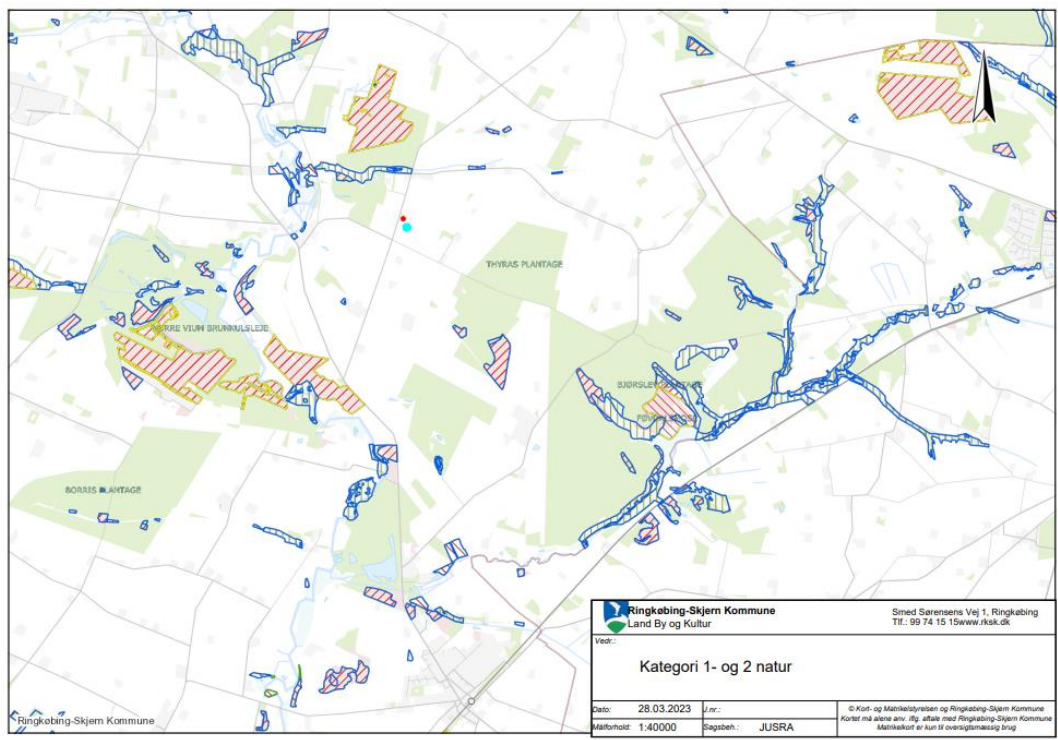 THYRAS PLANTAGE
NØRRE VIUM BRUNKULSLEJE
BJØRSLEV PLANTAGE
BORRIS PLANTAGE
Ringkøbing-Skjern Kommune
Ringkøbing-Skjern Kommune
Land By og Kultur
Smed Sørensens Vej 1, Ringkøbing
Tlf.: 99 74 15 15www.rksk.dk
Vedr.:
Kategori 1- og 2 natur
Dato: 28.03.2023 J.nr.:
Målforhold: 1:40000 Sagsbeh.: JUSRA
© Kort- og Matrikelstyrelsen og Ringkøbing-Skjern Kommune
Kortet må alene anv. iflg. aftale med Ringkøbing-Skjern Kommune
Matrikelkort er kun til oversigtsmæssig brug